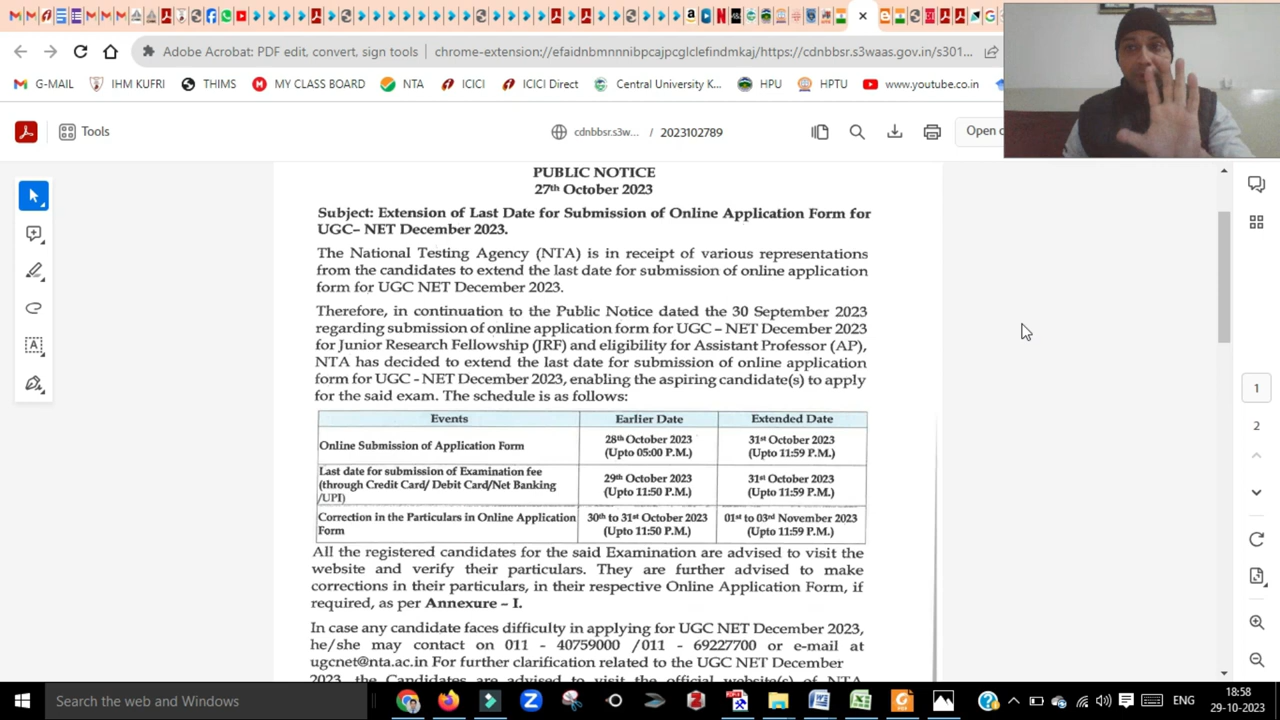 Adobe Acrobat: PDF edit, convert, sign tools
chrome-extension://efaidnbmnnnibpcajpcglclefindmkaj/https://cdnbbsr.s3waas.gov.in/s301...
G-MAIL
IHM KUFRI
THIMS
MY CLASS BOARD
NTA
ICICI
ICICI Direct
Central University K...
HPU
HPTU
www.youtube.co.in
Tools
cdnbbsr.s3w... / 2023102789
Open
PUBLIC NOTICE
27th October 2023
Subject: Extension of Last Date for Submission of Online Application Form for
UGC– NET December 2023.
The National Testing Agency (NTA) is in receipt of various representations
from the candidates to extend the last date for submission of online application
form for UGC NET December 2023.
Therefore, in continuation to the Public Notice dated the 30 September 2023
regarding submission of online application form for UGC – NET December 2023
for Junior Research Fellowship (JRF) and eligibility for Assistant Professor (AP),
NTA has decided to extend the last date for submission of online application
form for UGC - NET December 2023, enabling the aspiring candidate(s) to apply
for the said exam. The schedule is as follows:
Events Earlier Date Extended Date
Online Submission of Application Form
28th October 2023
(Upto 05:00 P.M.)
31st October 2023
(Upto 11:59 P.M.)
Last date for submission of Examination fee
(through Credit Card/ Debit Card/Net Banking
/UPI)
29th October 2023
(Upto 11:50 P.M.)
31st October 2023
(Upto 11:59 P.M.)
Correction in the Particulars in Online Application
Form
30th to 31st October 2023
(Upto 11:50 P.M.)
01st to 03rd November 2023
(Upto 11:59 P.M.)
All the registered candidates for the said Examination are advised to visit the
website and verify their particulars. They are further advised to make
corrections in their particulars, in their respective Online Application Form, if
required, as per Annexure – I.
In case any candidate faces difficulty in applying for UGC NET December 2023,
he/she may contact on 011 - 40759000 /011 - 69227700 or e-mail at
ugcnet@nta.ac.in For further clarification related to the UGC NET December
2023, the Candidates are advised to visit the official website(s) of NTA
1
2
Search the Web and Windows
ENG
18:58
29-10-2023